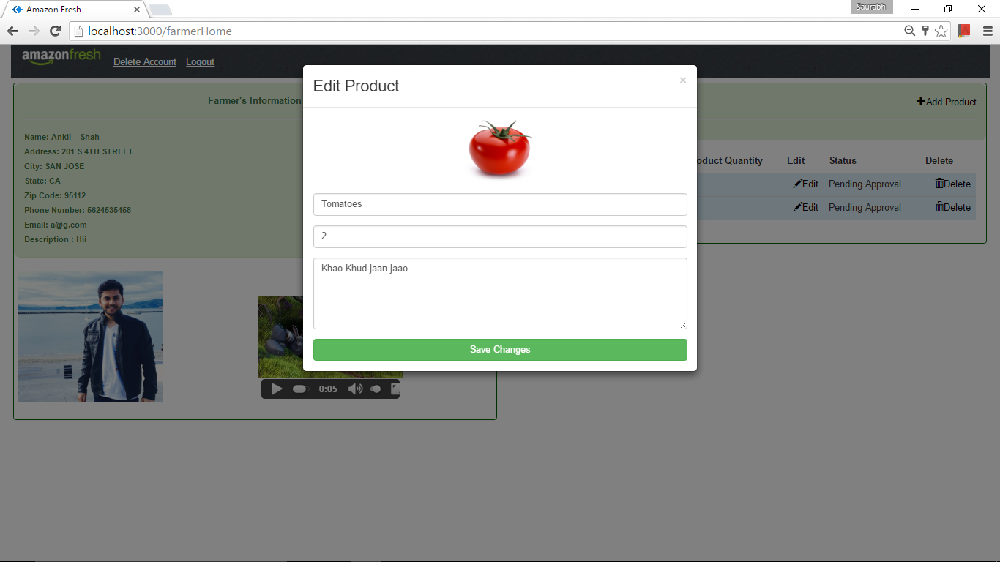 Amazon Fresh
Saurabh
localhost:3000/farmerHome
amazonfresh
Delete Account
Logout
Edit Product
×
Farmer's Information
Add Product
Name: Ankil Shah
Address: 201 S 4TH STREET
City: SAN JOSE
State: CA
Zip Code: 95112
Phone Number: 5624535458
Email: a@g.com
Description : Hii
Quantity Edit Status Delete
Edit Pending Approval Delete
Edit Pending Approval Delete
Tomatoes
2
Khao Khud jaan jaao
Save Changes
0:05